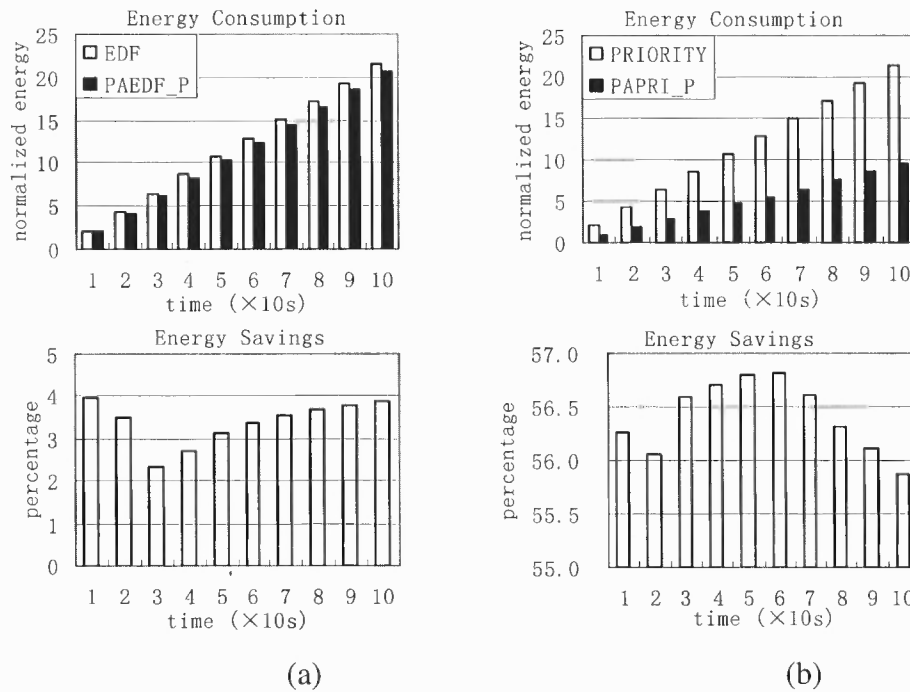 Energy Consumption
normalized energy
25
20
15
10
5
0
EDF
PAEDF_P
1 2 3 4 5 6 7 8 9 10
time (×10s)
Energy Savings
percentage
5
4
3
2
1
0
1 2 3 4 5 6 7 8 9 10
time (×10s)
(a)
Energy Consumption
normalized energy
25
20
15
10
5
0
PRIORITY
PAPRI_P
1 2 3 4 5 6 7 8 9 10
time (×10s)
Energy Savings
percentage
57.0
56.5
56.0
55.5
55.0
1 2 3 4 5 6 7 8 9 10
time (×10s)
(b)